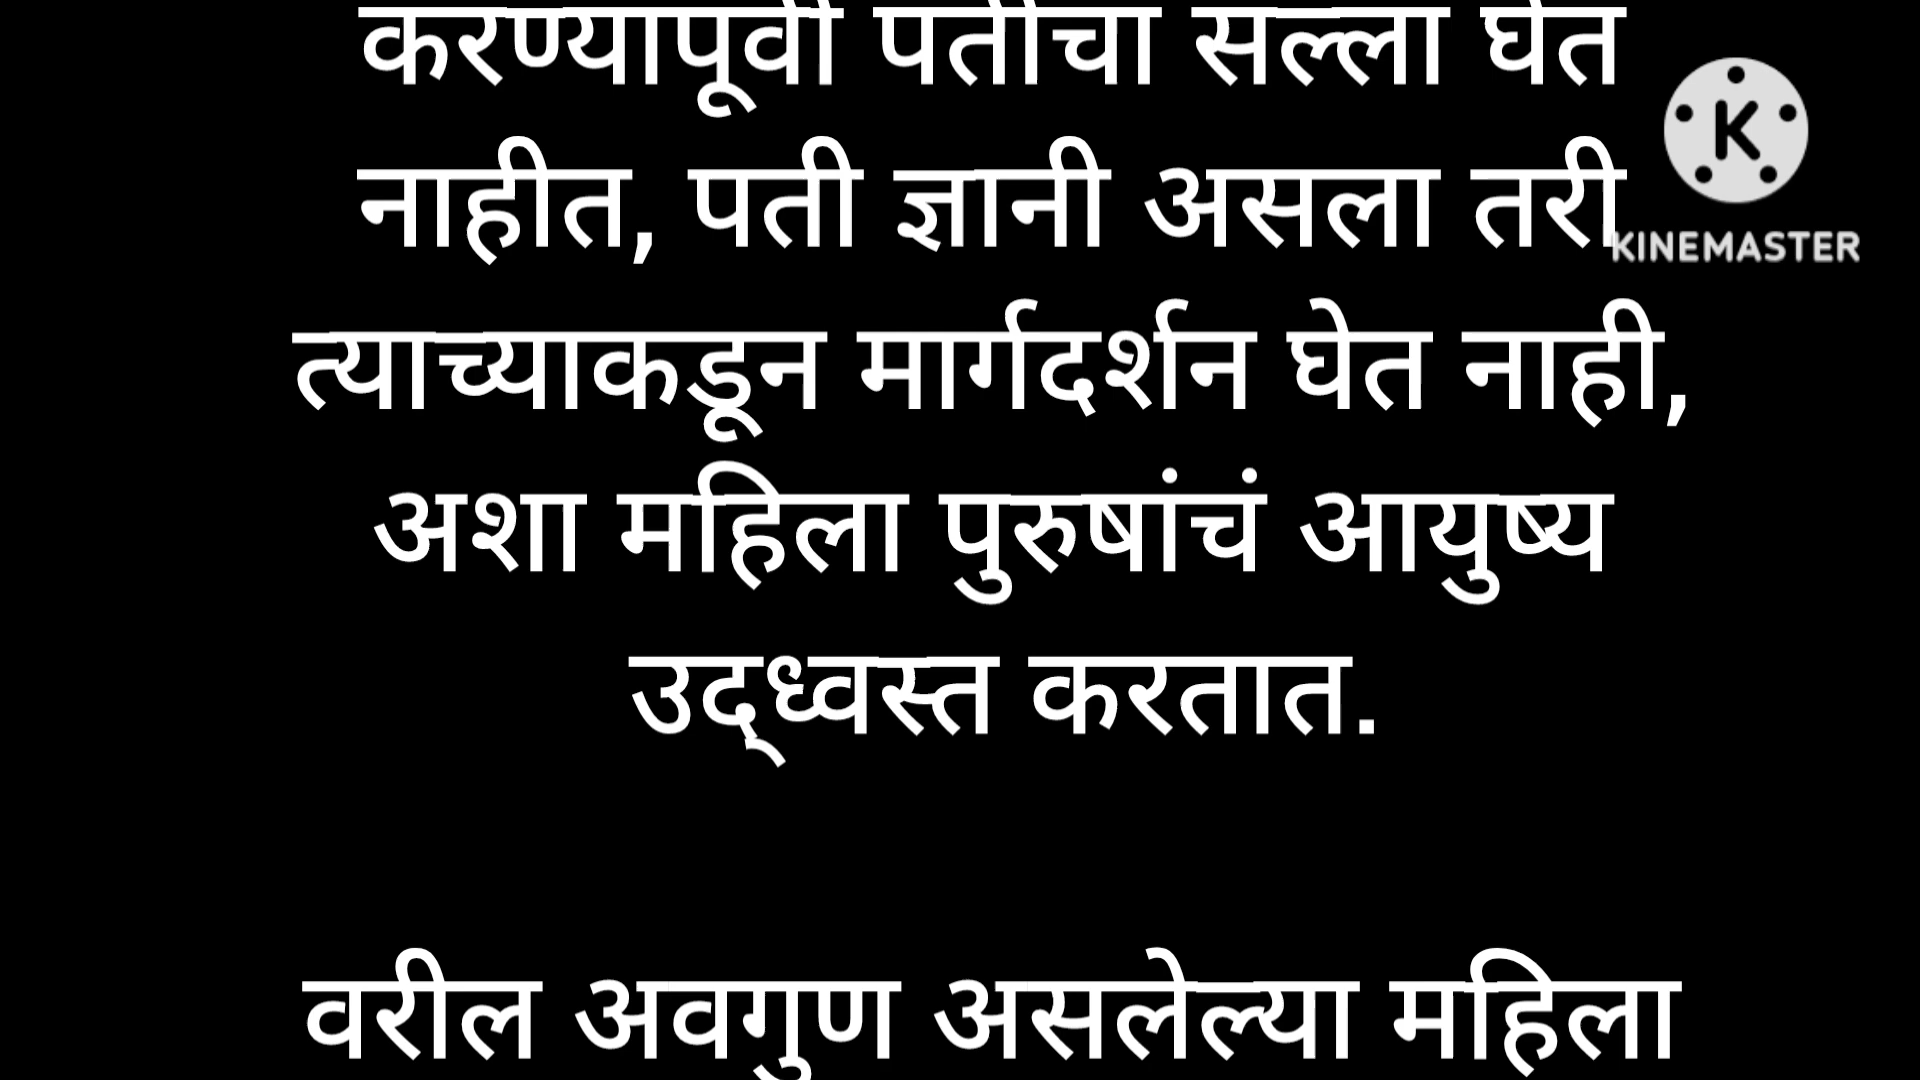 करण्यापूर्वी पतीचा सल्ला घेत
नाहीत, पती ज्ञानी असला तरी
KINEMASTER
त्याच्याकडून मार्गदर्शन घेत नाही,
अशा महिला पुरुषांचं आयुष्य
उद्ध्वस्त करतात.
वरील अवगुण असलेल्या महिला